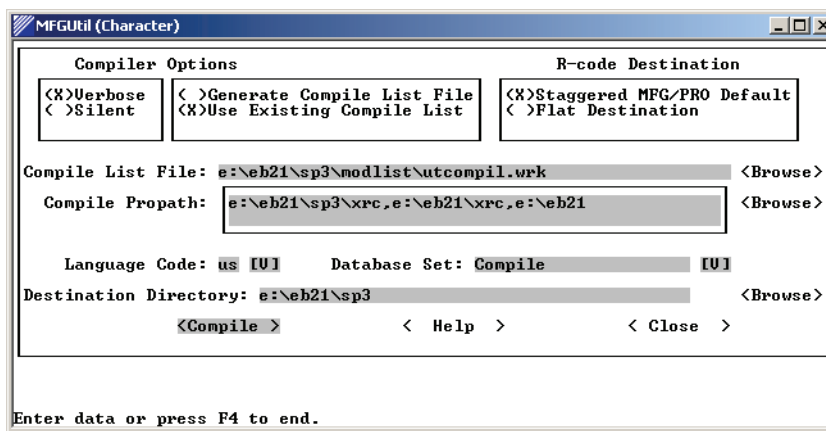 MFGUtil (Character)
Compiler Options R-code Destination
(X)Verbose ( )Generate Compile List File (X)Staggered MFG/PRO Default
( )Silent (X)Use Existing Compile List ( )Flat Destination
Compile List File: e:\eb21\sp3\modlist\utcompil.wrk <Browse>
Compile Propath: e:\eb21\sp3\xrc,e:\eb21\xrc,e:\eb21 <Browse>
Language Code: us [V] Database Set: Compile [V]
Destination Directory: e:\eb21\sp3 <Browse>
<Compile > < Help > < Close >
Enter data or press F4 to end.